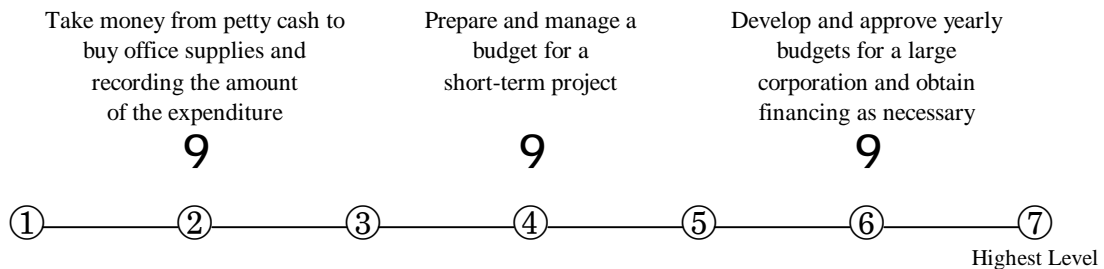 Take money from petty cash to
buy office supplies and
recording the amount
of the expenditure
Prepare and manage a
budget for a
short-term project
Develop and approve yearly
budgets for a large
corporation and obtain
financing as necessary
9 9 9
① ② ③ ④ ⑤ ⑥ ⑦
Highest Level